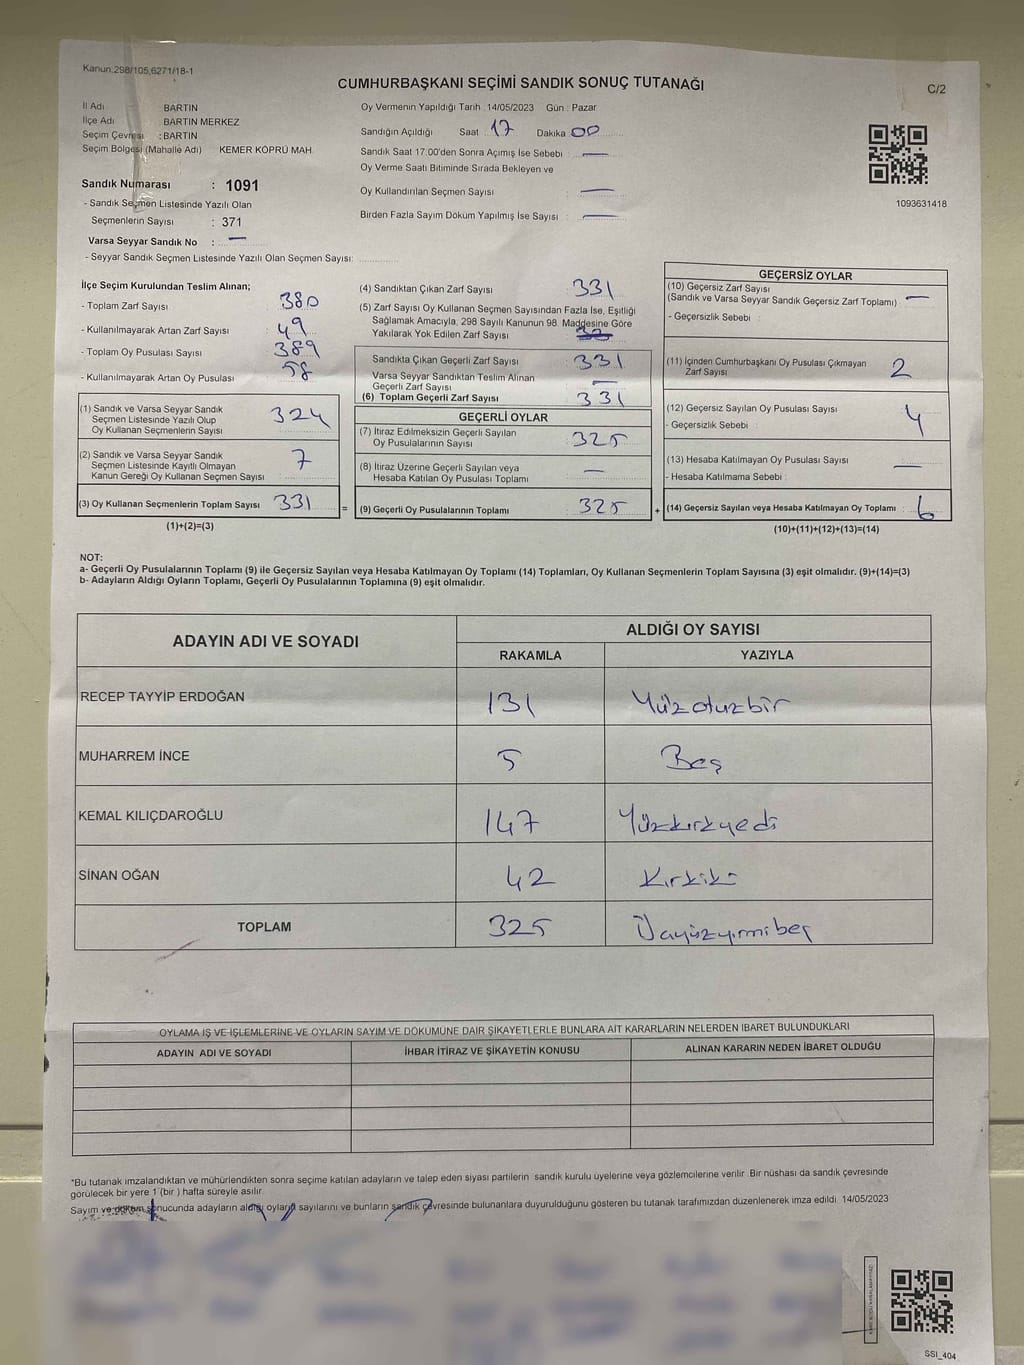 Kanun:298/105;6271/18-1
CUMHURBAŞKANI SEÇİMİ SANDIK SONUÇ TUTANAĞI
C/2
İl Adı BARTIN
İlçe Adı BARTIN MERKEZ
Seçim Çevresi : BARTIN
Seçim Bölgesi (Mahalle Adı) KEMER KÖPRÜ MAH.
Oy Vermenin Yapıldığı Tarih :14/05/2023 Gün : Pazar
Sandığın Açıldığı Saat 17 Dakika 00
Sandık Saat 17.00'den Sonra Açımış İse Sebebi : —
Oy Verme Saati Bitiminde Sırada Bekleyen ve
Oy Kullandırılan Seçmen Sayısı —
Birden Fazla Sayım Döküm Yapılmış İse Sayısı : —
1093631418
Sandık Numarası : 1091
- Sandık Seçmen Listesinde Yazılı Olan
Seçmenlerin Sayısı : 371
Varsa Seyyar Sandık No : —
- Seyyar Sandık Seçmen Listesinde Yazılı Olan Seçmen Sayısı:
İlçe Seçim Kurulundan Teslim Alınan;
- Toplam Zarf Sayısı 380
- Kullanılmayarak Artan Zarf Sayısı 49
- Toplam Oy Pusulası Sayısı 389
- Kullanılmayarak Artan Oy Pusulası 58
(1) Sandık ve Varsa Seyyar Sandık
Seçmen Listesinde Yazılı Olup
Oy Kullanan Seçmenlerin Sayısı 324
(2) Sandık ve Varsa Seyyar Sandık
Seçmen Listesinde Kayıtlı Olmayan
Kanun Gereği Oy Kullanan Seçmen Sayısı 7
(3) Oy Kullanan Seçmenlerin Toplam Sayısı 331 =
(1)+(2)=(3)
(4) Sandıktan Çıkan Zarf Sayısı 331
(5) Zarf Sayısı Oy Kullanan Seçmen Sayısından Fazla İse, Eşitliği
Sağlamak Amacıyla, 298 Sayılı Kanunun 98. Maddesine Göre
Yakılarak Yok Edilen Zarf Sayısı
Sandıkta Çıkan Geçerli Zarf Sayısı 331
Varsa Seyyar Sandıktan Teslim Alınan
Geçerli Zarf Sayısı —
(6) Toplam Geçerli Zarf Sayısı 331
GEÇERLİ OYLAR
(7) İtiraz Edilmeksizin Geçerli Sayılan
Oy Pusulalarının Sayısı 325
(8) İtiraz Üzerine Geçerli Sayılan veya
Hesaba Katılan Oy Pusulası Toplamı —
(9) Geçerli Oy Pusulalarının Toplamı 325 +
GEÇERSİZ OYLAR
(10) Geçersiz Zarf Sayısı
(Sandık ve Varsa Seyyar Sandık Geçersiz Zarf Toplamı) —
- Geçersizlik Sebebi :
(11) İçinden Cumhurbaşkanı Oy Pusulası Çıkmayan
Zarf Sayısı 2
(12) Geçersiz Sayılan Oy Pusulası Sayısı 4
- Geçersizlik Sebebi :
(13) Hesaba Katılmayan Oy Pusulası Sayısı —
- Hesaba Katılmama Sebebi :
(14) Geçersiz Sayılan veya Hesaba Katılmayan Oy Toplamı : 6
(10)+(11)+(12)+(13)=(14)
NOT:
a- Geçerli Oy Pusulalarının Toplamı (9) ile Geçersiz Sayılan veya Hesaba Katılmayan Oy Toplamı (14) Toplamları, Oy Kullanan Seçmenlerin Toplam Sayısına (3) eşit olmalıdır. (9)+(14)=(3)
b- Adayların Aldığı Oyların Toplamı, Geçerli Oy Pusulalarının Toplamına (9) eşit olmalıdır.
ADAYIN ADI VE SOYADI ALDIĞI OY SAYISI
RAKAMLA YAZIYLA
RECEP TAYYİP ERDOĞAN 131 Yüzotuzbir
MUHARREM İNCE 5 Beş
KEMAL KILIÇDAROĞLU 147 Yüzkırkyedi
SİNAN OĞAN 42 Kırkiki
TOPLAM 325 Üçyüzyirmibeş
OYLAMA İŞ VE İŞLEMLERİNE VE OYLARIN SAYIM VE DÖKÜMÜNE DAİR ŞİKAYETLERLE BUNLARA AİT KARARLARIN NELERDEN İBARET BULUNDUKLARI
ADAYIN ADI VE SOYADI İHBAR İTİRAZ VE ŞİKAYETİN KONUSU ALINAN KARARIN NEDEN İBARET OLDUĞU
*Bu tutanak imzalandıktan ve mühürlendikten sonra seçime katılan adayların ve talep eden siyasi partilerin sandık kurulu üyelerine veya gözlemcilerine verilir. Bir nüshası da sandık çevresinde
görülecek bir yere 1 (bir ) hafta süreyle asılır.
Sayım ve döküm sonucunda adayların aldığı oyların sayılarını ve bunların sandık çevresinde bulunanlara duyurulduğunu gösteren bu tutanak tarafımızdan düzenlenerek imza edildi. 14/05/2023
SSI_404